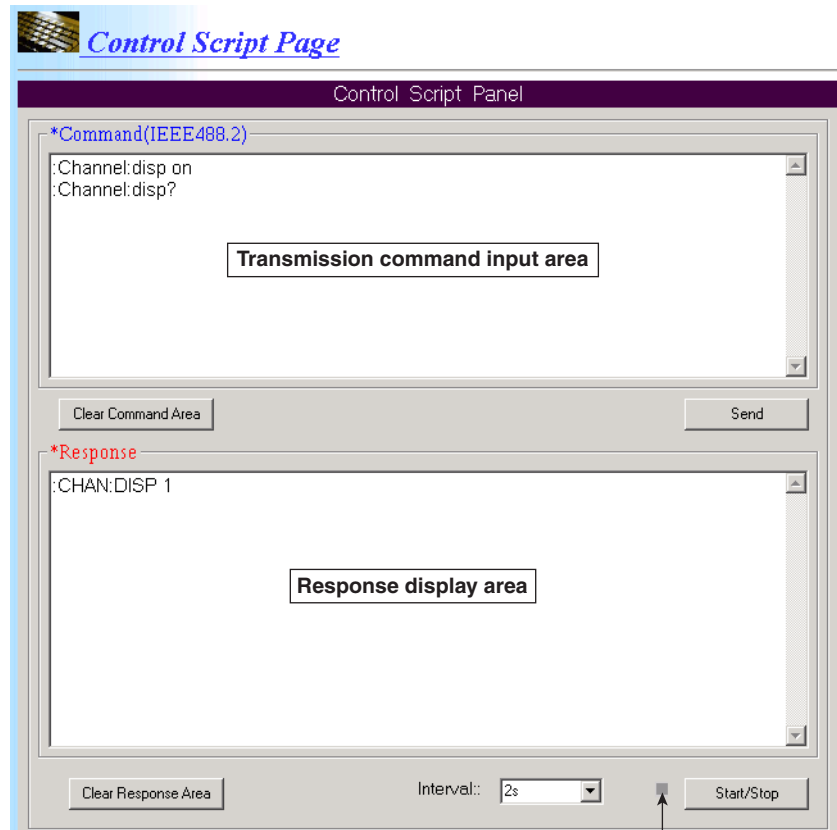 Control Script Page
Control Script Panel
*Command(IEEE488.2)
:Channel:disp on
:Channel:disp?
Transmission command input area
Clear Command Area
Send
*Response
:CHAN:DISP 1
Response display area
Clear Response Area
Interval::
2s
Start/Stop